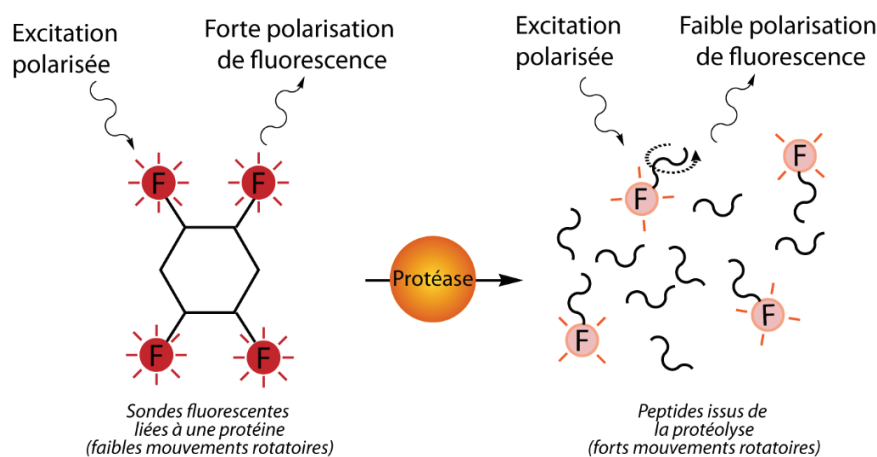 Excitation
polarisée
Forte polarisation
de fluorescence
F
F
F
F
Sondes fluorescentes
liées à une protéine
(faibles mouvements rotatoires)
Protéase
Excitation
polarisée
Faible polarisation
de fluorescence
F
F
F
F
Peptides issus de
la protéolyse
(forts mouvements rotatoires)